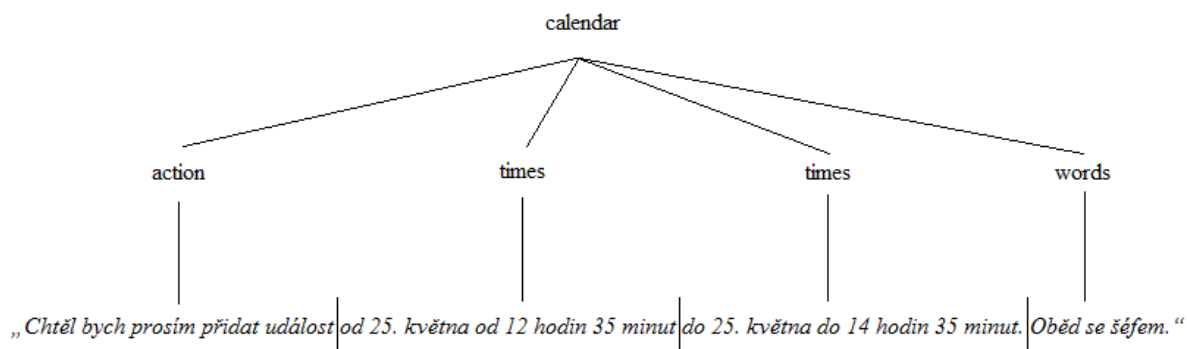 calendar
action times times words
„Chtěl bych prosím přidat událost od 25. května od 12 hodin 35 minut do 25. května do 14 hodin 35 minut. Oběd se šéfem.“